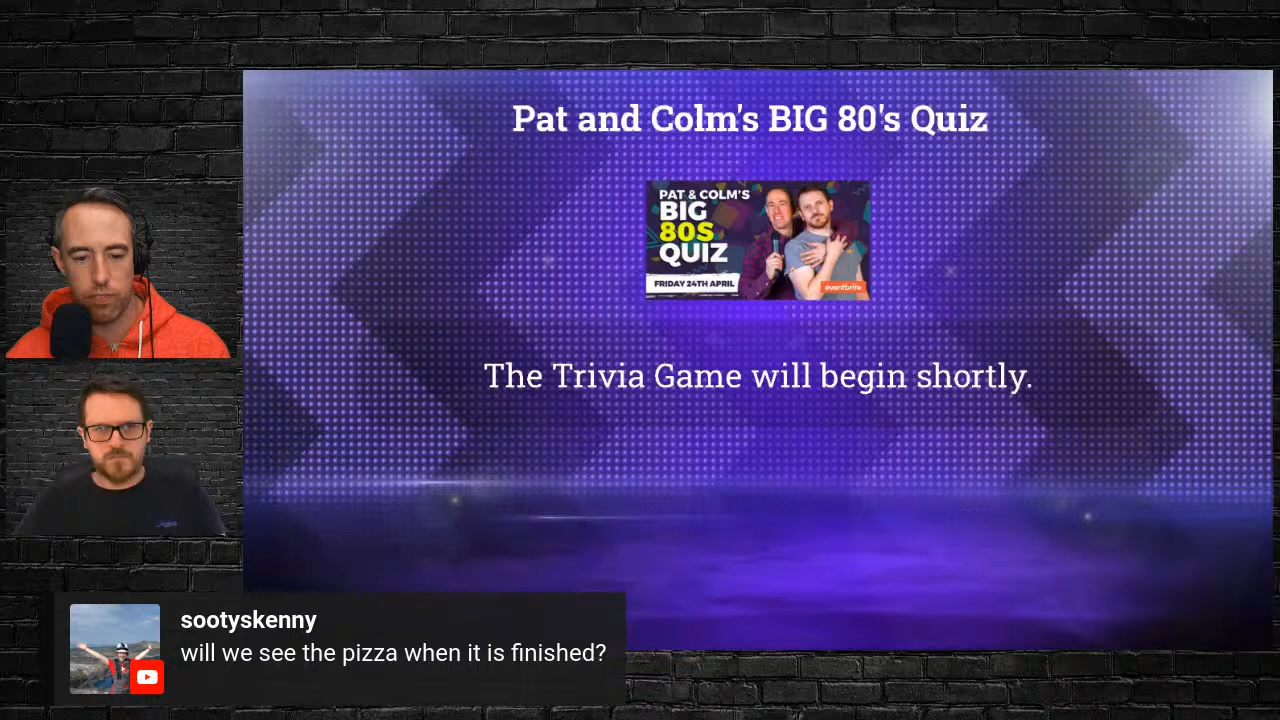 Pat and Colm's BIG 80's Quiz
PAT & COLM'S
BIG
80S
QUIZ
FRIDAY 24TH APRIL
eventbrite
The Trivia Game will begin shortly.
sootyskenny
will we see the pizza when it is finished?